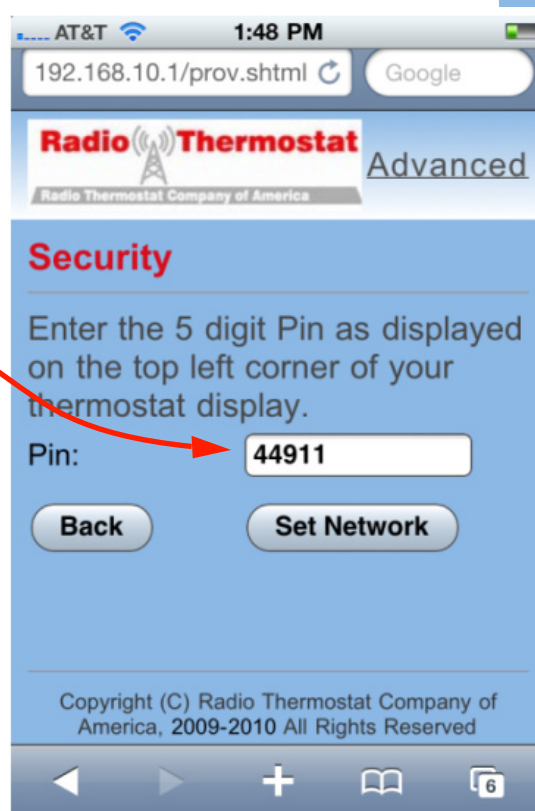 AT&T 1:48 PM
192.168.10.1/prov.shtml Google
Radio Thermostat
Radio Thermostat Company of America
Advanced
Security
Enter the 5 digit Pin as displayed
on the top left corner of your
thermostat display.
Pin: 44911
Back Set Network
Copyright (C) Radio Thermostat Company of
America, 2009-2010 All Rights Reserved
6